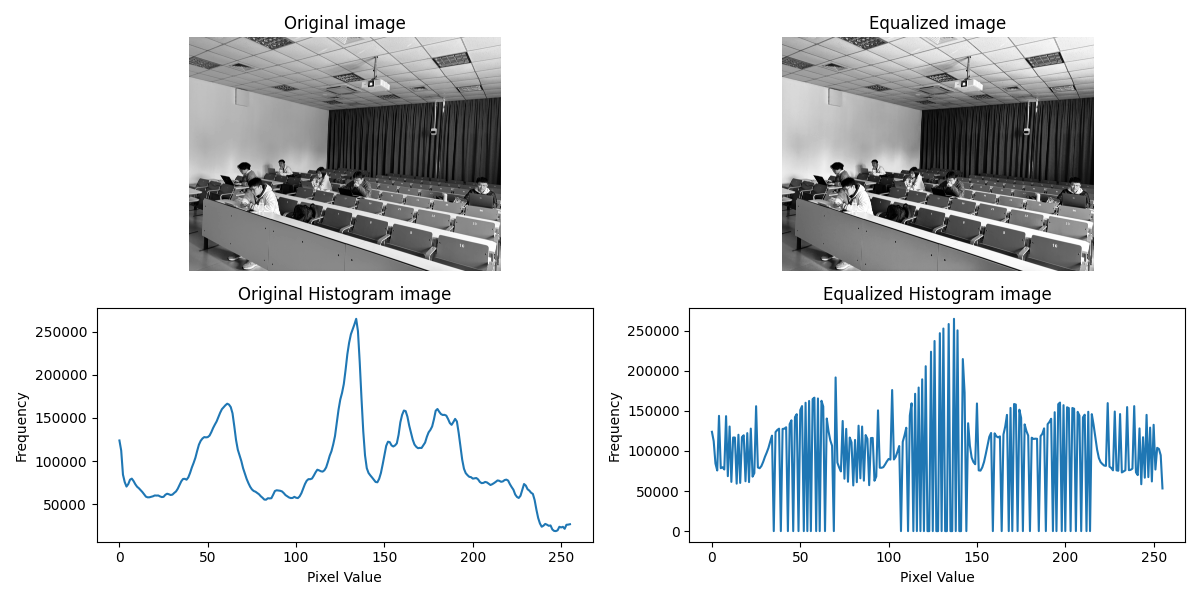 Original image
Equalized image
Original Histogram image
250000
200000
150000
100000
50000
Frequency
0 50 100 150 200 250
Pixel Value
Equalized Histogram image
250000
200000
150000
100000
50000
0
Frequency
0 50 100 150 200 250
Pixel Value